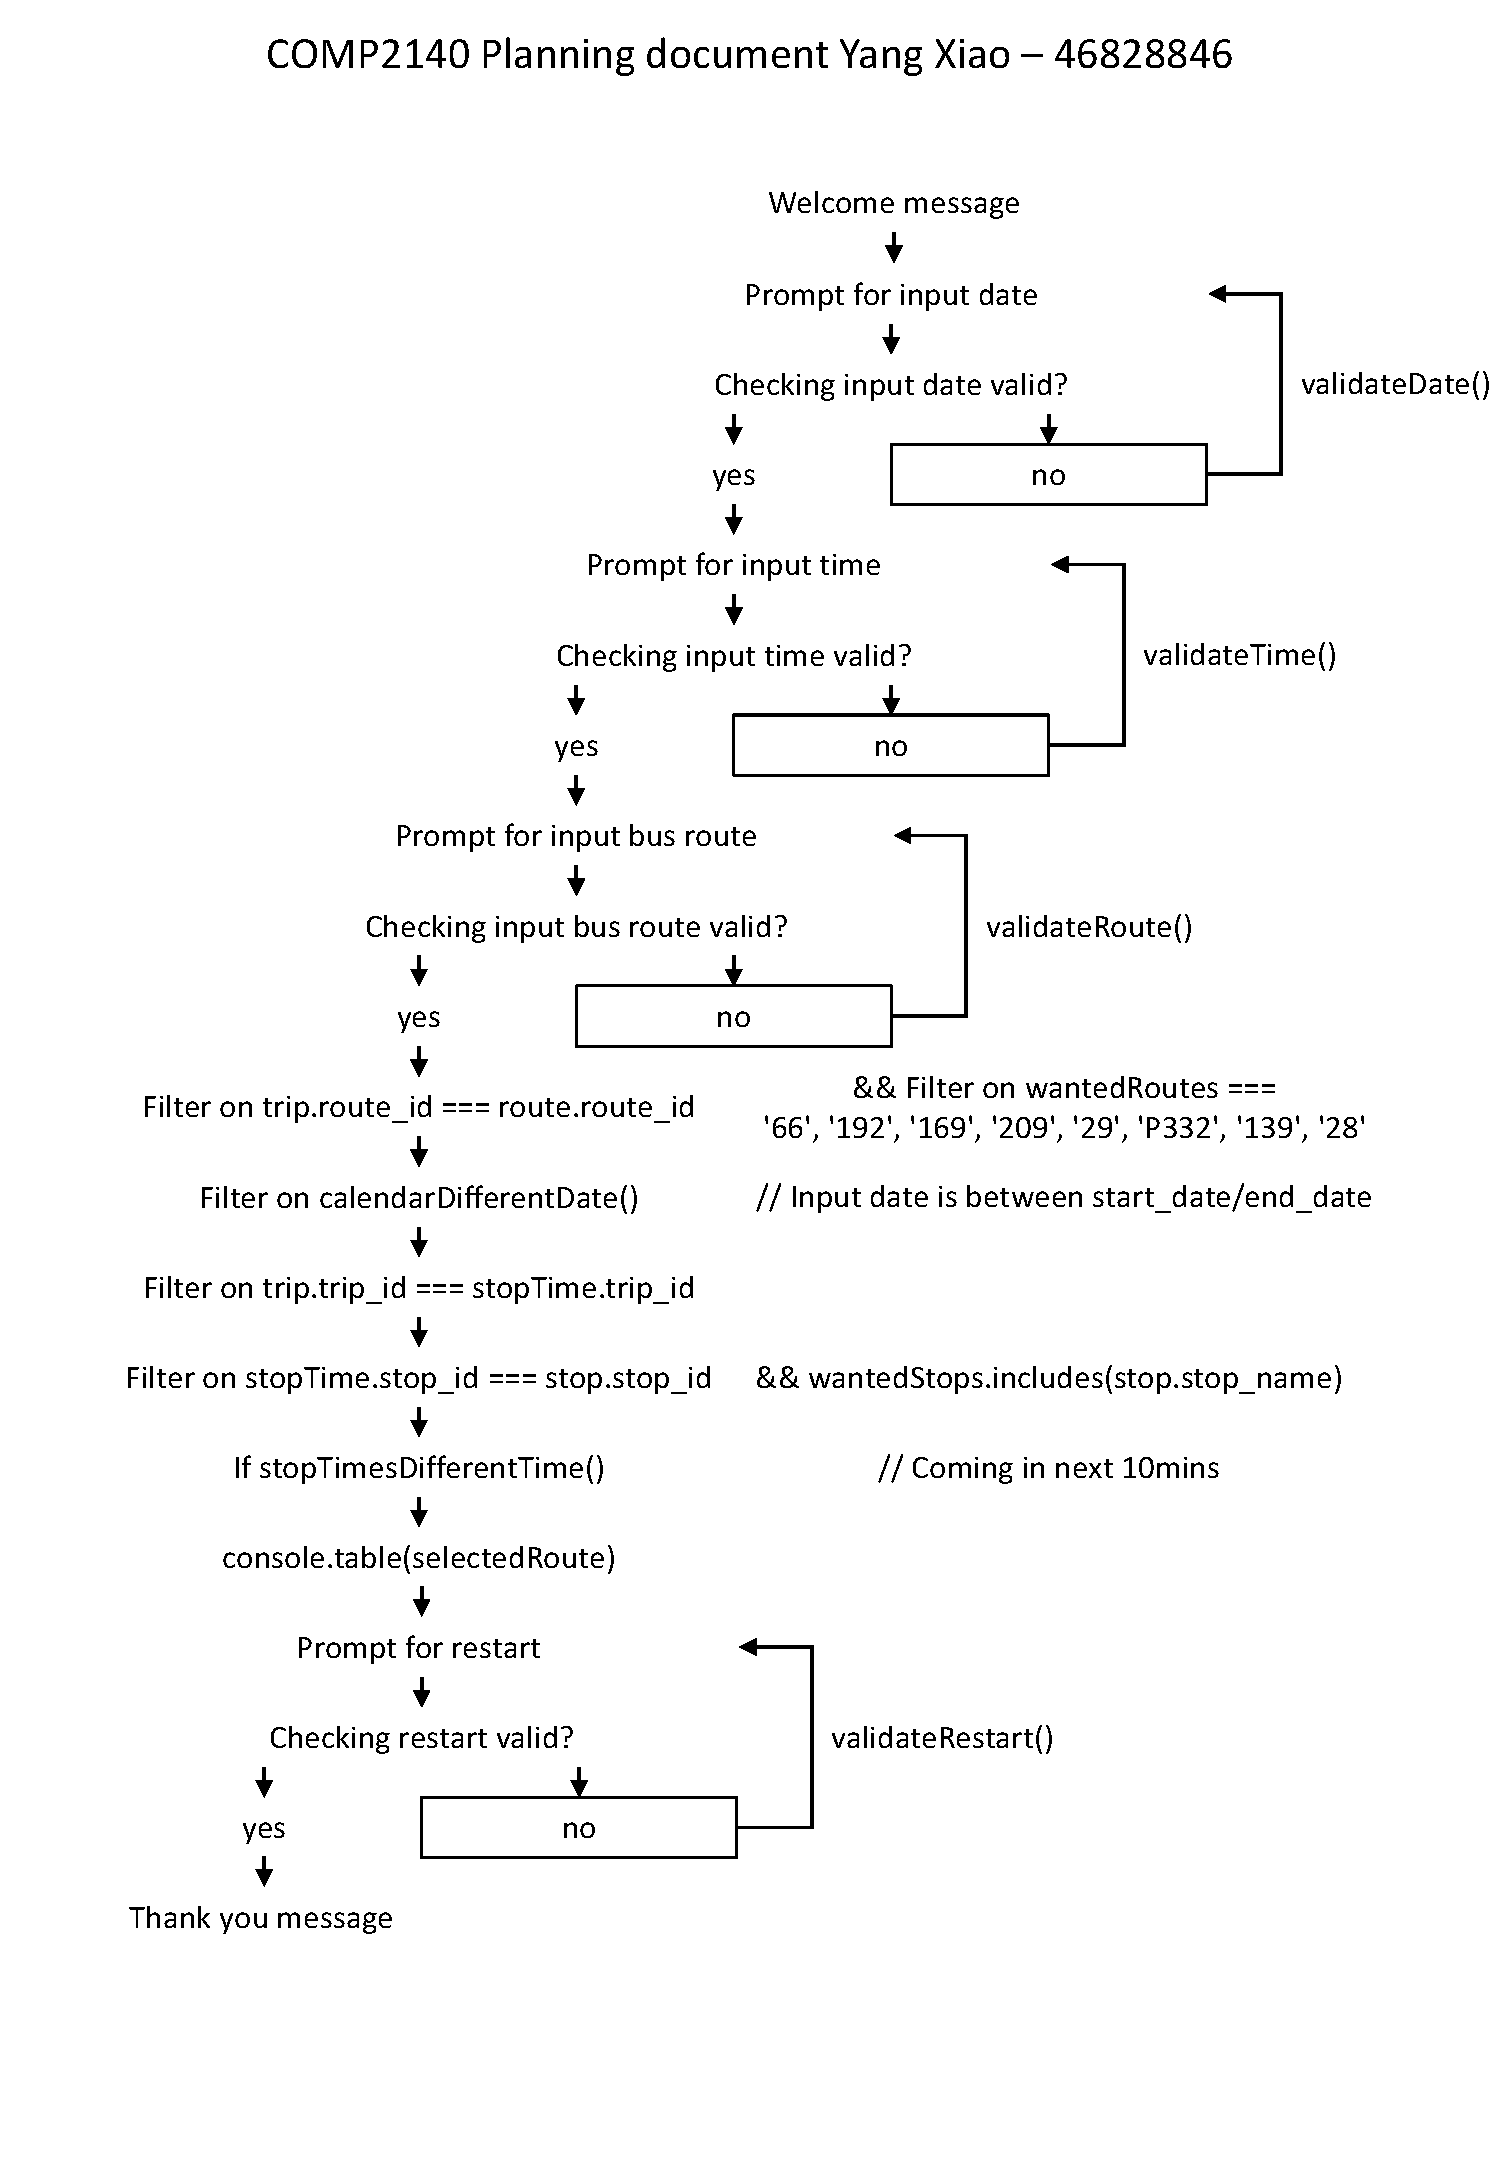 COMP2140 Planning document Yang Xiao – 46828846
Welcome message
Prompt for input date
Checking input date valid?
validateDate()
yes
no
Prompt for input time
Checking input time valid?
validateTime()
yes
no
Prompt for input bus route
Checking input bus route valid?
validateRoute()
yes
no
Filter on trip.route_id === route.route_id
&& Filter on wantedRoutes ===
'66', '192', '169', '209', '29', 'P332', '139', '28'
Filter on calendarDifferentDate()
// Input date is between start_date/end_date
Filter on trip.trip_id === stopTime.trip_id
Filter on stopTime.stop_id === stop.stop_id
&& wantedStops.includes(stop.stop_name)
If stopTimesDifferentTime()
// Coming in next 10mins
console.table(selectedRoute)
Prompt for restart
Checking restart valid?
validateRestart()
yes
no
Thank you message